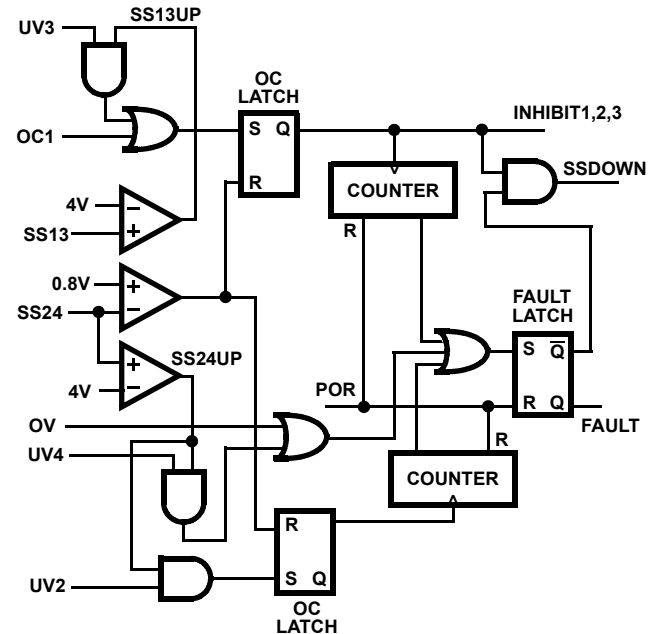 SS13UP
UV3
OC
LATCH
INHIBIT1,2,3
S Q
OC1
SSDOWN
R
COUNTER
4V
−
SS13
+
R
0.8V
+
SS24
−
FAULT
LATCH
SS24UP
+
S Q̅
4V
−
POR
R Q
OV
FAULT
UV4
R
COUNTER
R
UV2
S Q
OC
LATCH